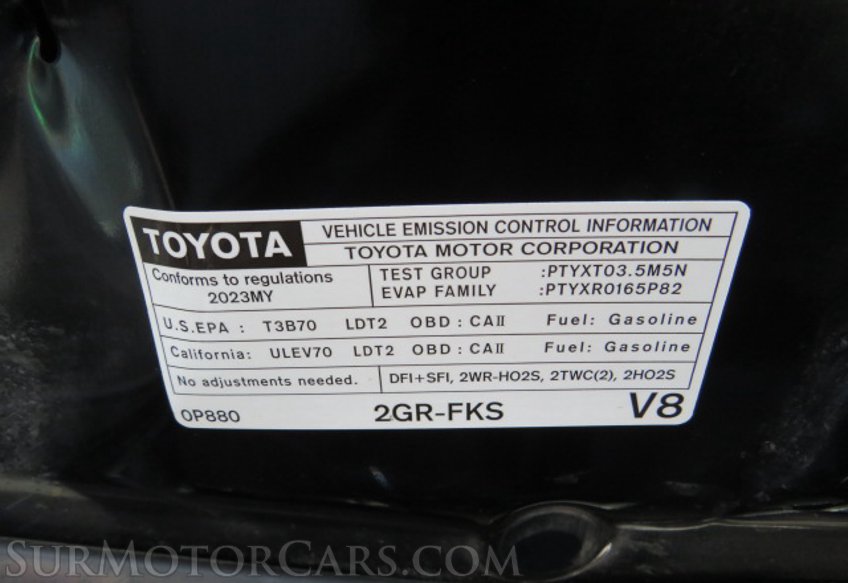 TOYOTA
VEHICLE EMISSION CONTROL INFORMATION
TOYOTA MOTOR CORPORATION
Conforms to regulations
2023MY
TEST GROUP :PTYXT03.5M5N
EVAP FAMILY :PTYXR0165P82
U.S.EPA : T3B70 LDT2 OBD : CAII Fuel: Gasoline
California: ULEV70 LDT2 OBD : CAII Fuel: Gasoline
No adjustments needed.
DFI+SFI, 2WR-HO2S, 2TWC(2), 2HO2S
0P880 2GR-FKS V8
SurMotorCars.com